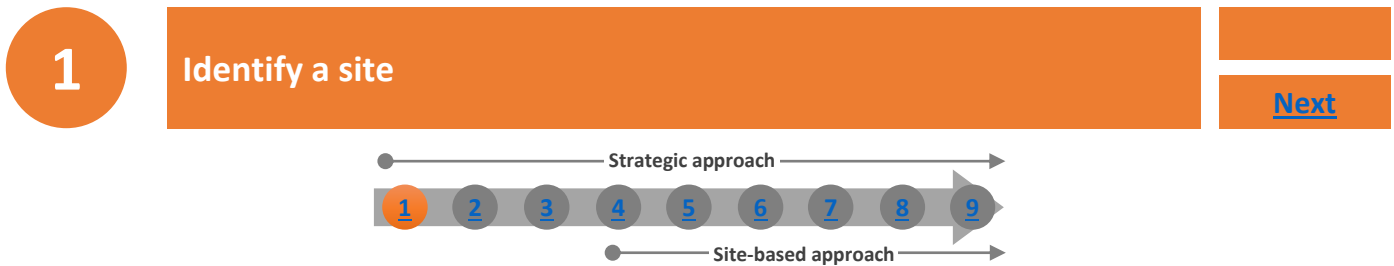 1
Identify a site
Next
Strategic approach
1 2 3 4 5 6 7 8 9
Site-based approach